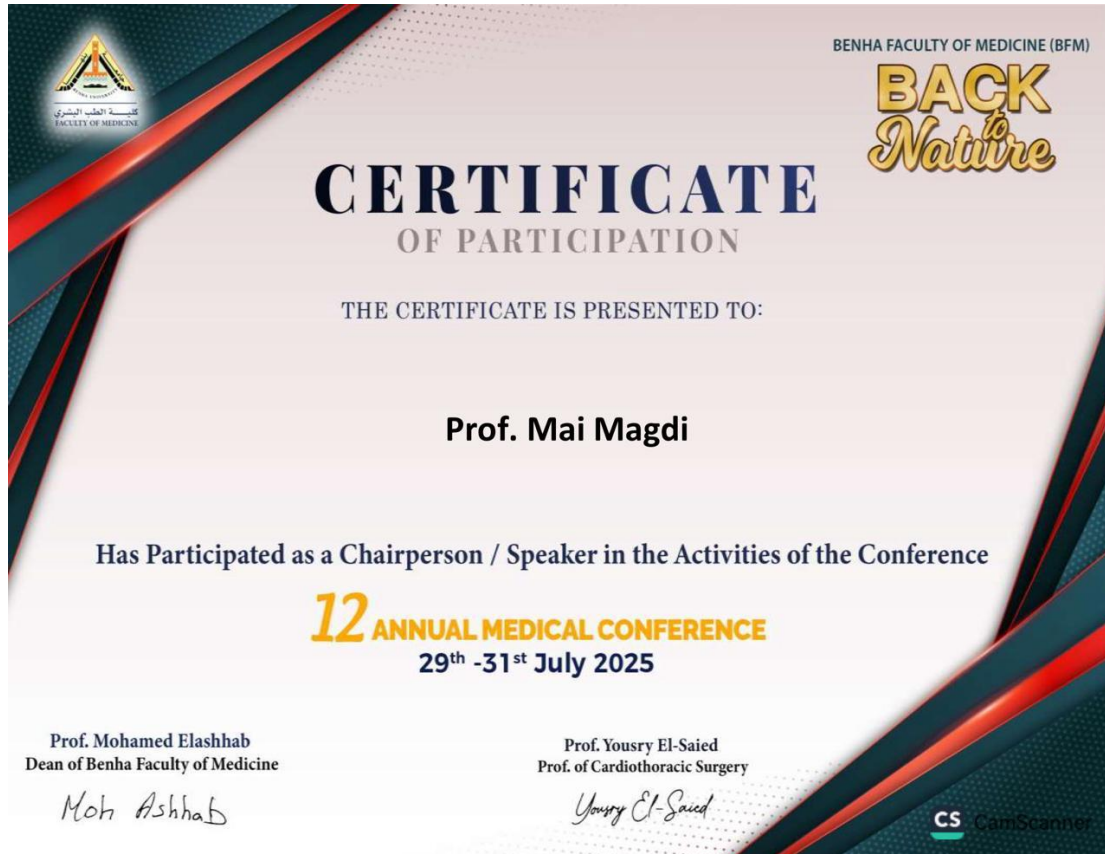 كليـــة الطب البشري
FACULTY OF MEDICINE
BENHA FACULTY OF MEDICINE (BFM)
BACK
to
Nature
CERTIFICATE
OF PARTICIPATION
THE CERTIFICATE IS PRESENTED TO:
Prof. Mai Magdi
Has Participated as a Chairperson / Speaker in the Activities of the Conference
12 ANNUAL MEDICAL CONFERENCE
29th -31st July 2025
Prof. Mohamed Elashhab
Dean of Benha Faculty of Medicine
Moh Ashhab
Prof. Yousry El-Saied
Prof. of Cardiothoracic Surgery
Yousry El-Saied
CS CamScanner